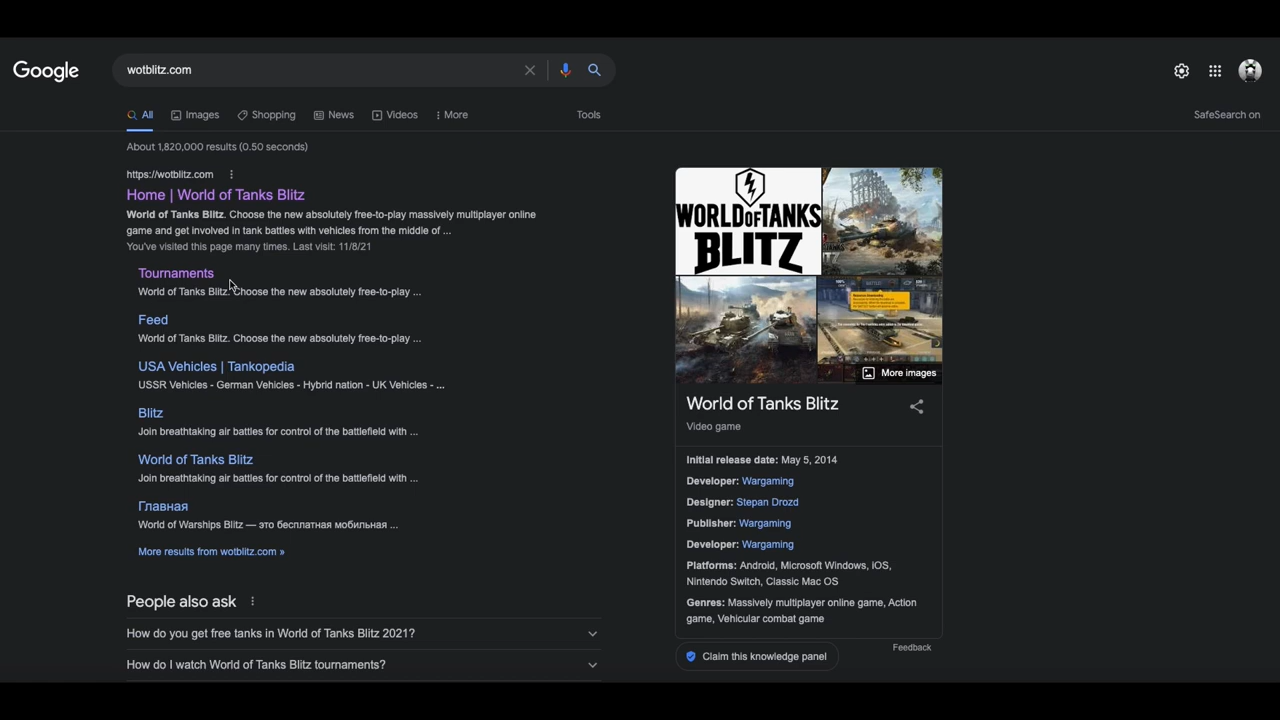 Google
wotblitz.com
All
Images
Shopping
News
Videos
More
Tools
SafeSearch on
About 1,820,000 results (0.50 seconds)
https://wotblitz.com
Home | World of Tanks Blitz
World of Tanks Blitz. Choose the new absolutely free-to-play massively multiplayer online
game and get involved in tank battles with vehicles from the middle of ...
You've visited this page many times. Last visit: 11/8/21
Tournaments
World of Tanks Blitz. Choose the new absolutely free-to-play ...
Feed
World of Tanks Blitz. Choose the new absolutely free-to-play ...
USA Vehicles | Tankopedia
USSR Vehicles - German Vehicles - Hybrid nation - UK Vehicles - ...
Blitz
Join breathtaking air battles for control of the battlefield with ...
World of Tanks Blitz
Join breathtaking air battles for control of the battlefield with ...
Главная
World of Warships Blitz — это бесплатная мобильная ...
More results from wotblitz.com »
People also ask
How do you get free tanks in World of Tanks Blitz 2021?
How do I watch World of Tanks Blitz tournaments?
WORLD OF TANKS
BLITZ
More images
World of Tanks Blitz
Video game
Initial release date: May 5, 2014
Developer: Wargaming
Designer: Stepan Drozd
Publisher: Wargaming
Developer: Wargaming
Platforms: Android, Microsoft Windows, iOS,
Nintendo Switch, Classic Mac OS
Genres: Massively multiplayer online game, Action
game, Vehicular combat game
Feedback
Claim this knowledge panel